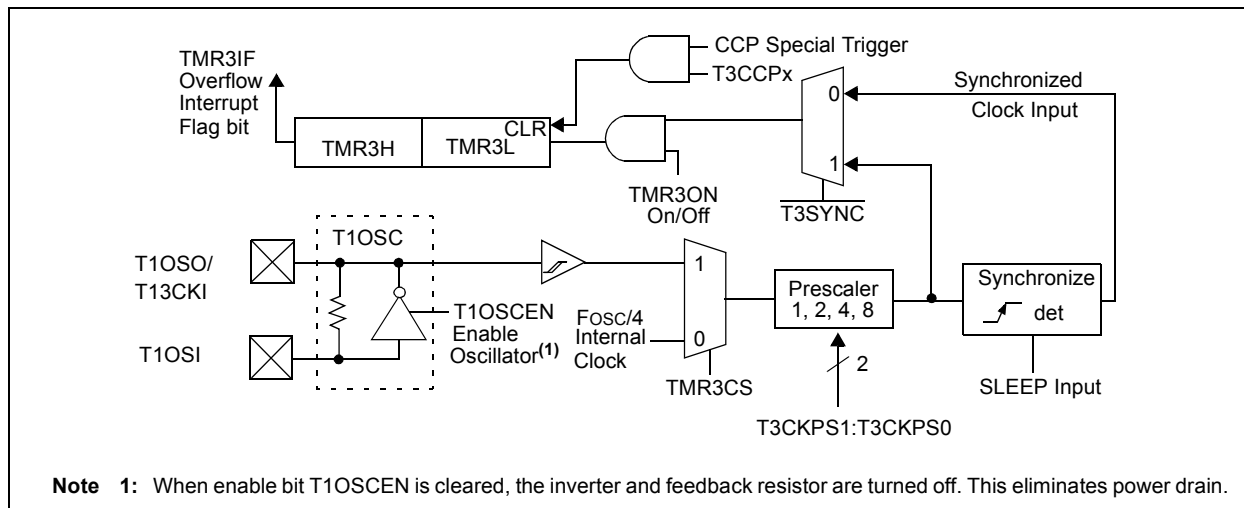 TMR3IF
Overflow
Interrupt
Flag bit
CCP Special Trigger
T3CCPx
TMR3H
TMR3L
CLR
TMR3ON
On/Off
0
1
T3SYNC
Synchronized
Clock Input
T1OSO/
T13CKI
T1OSI
T1OSC
T1OSCEN
Enable
Oscillator(1)
FOSC/4
Internal
Clock
1
0
TMR3CS
Prescaler
1, 2, 4, 8
2
T3CKPS1:T3CKPS0
Synchronize
det
SLEEP Input
Note 1: When enable bit T1OSCEN is cleared, the inverter and feedback resistor are turned off. This eliminates power drain.